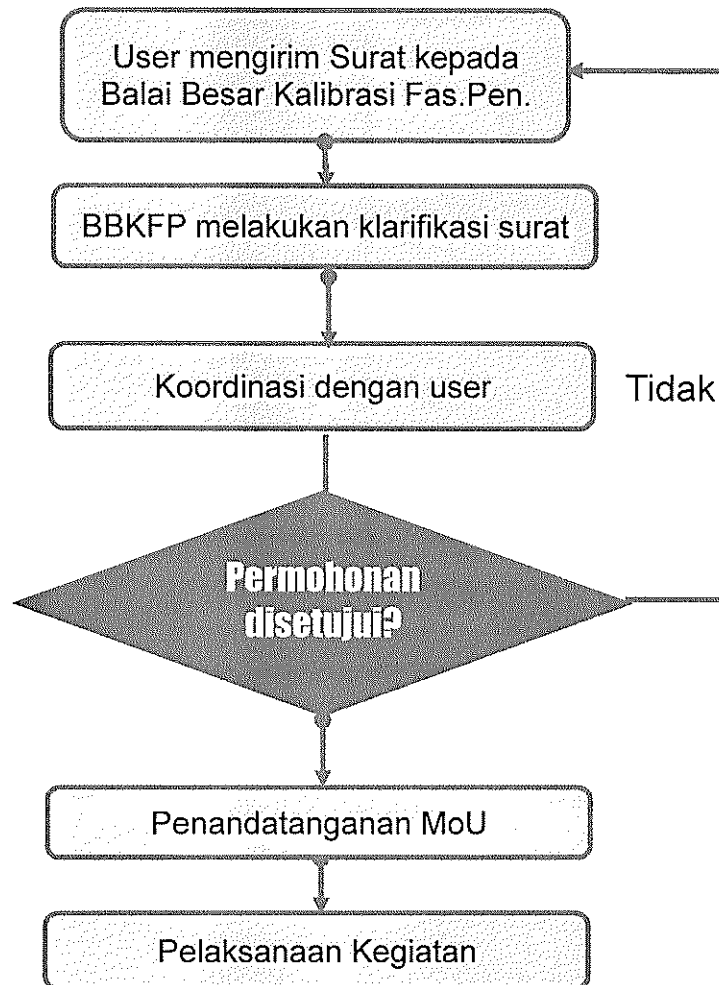 User mengirim Surat kepada
Balai Besar Kalibrasi Fas.Pen.
BBKFP melakukan klarifikasi surat
Koordinasi dengan user
Tidak
Permohonan
disetujui?
Penandatanganan MoU
Pelaksanaan Kegiatan